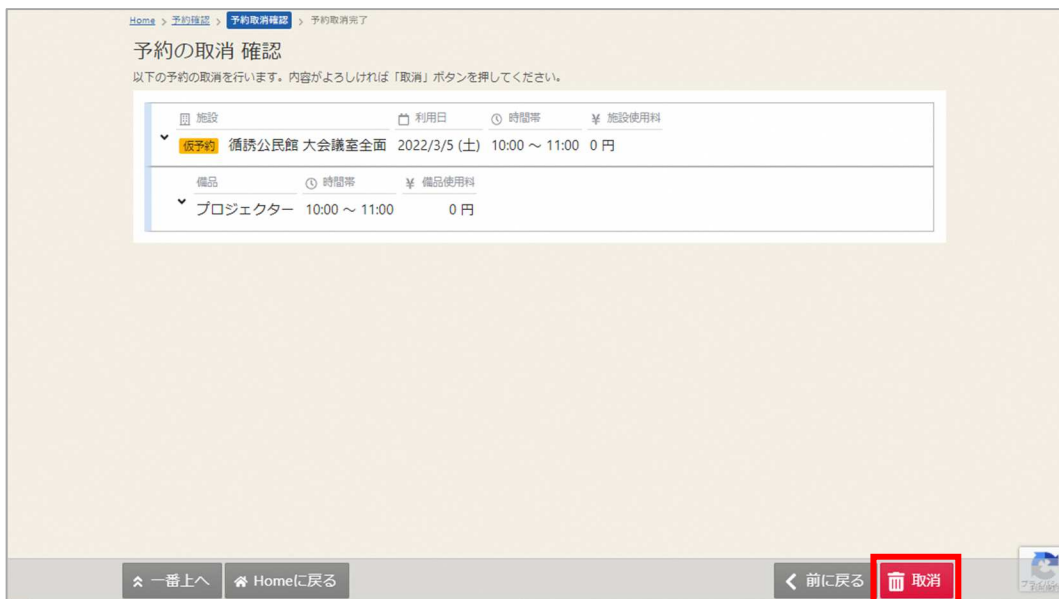 Home > 予約確認 > 予約取消確認 > 予約取消完了
予約の取消 確認
以下の予約の取消を行います。内容がよろしければ「取消」ボタンを押してください。
施設 利用日 時間帯 ¥ 施設使用料
仮予約 循誘公民館 大会議室全面 2022/3/5 (土) 10:00 ～ 11:00 0 円
備品 時間帯 ¥ 備品使用料
プロジェクター 10:00 ～ 11:00 0 円
一番上へ Homeに戻る 前に戻る 取消